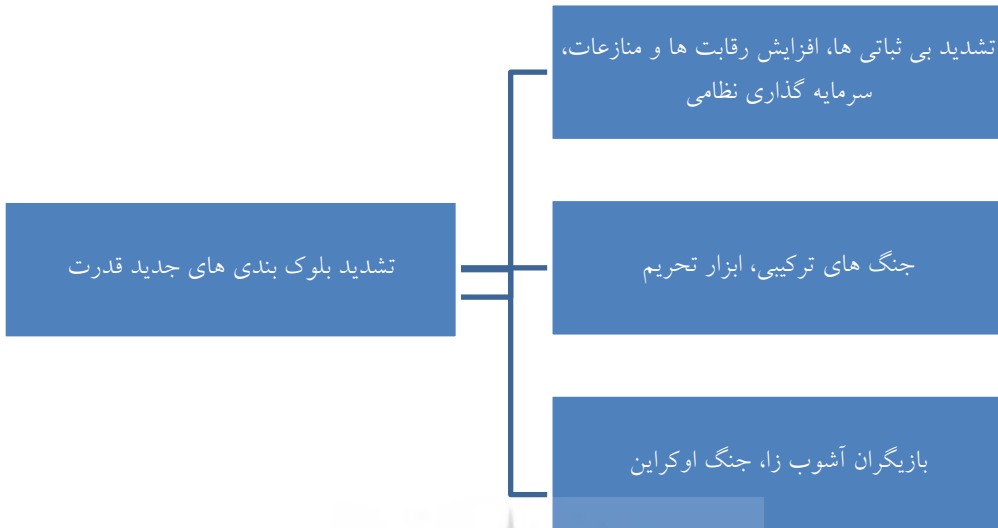 تشدید بی ثباتی ها، افزایش رقابت ها و منازعات،
سرمایه گذاری نظامی
تشدید بلوک بندی های جدید قدرت
جنگ های ترکیبی، ابزار تحریم
بازیگران آشوب زا، جنگ اوکراین